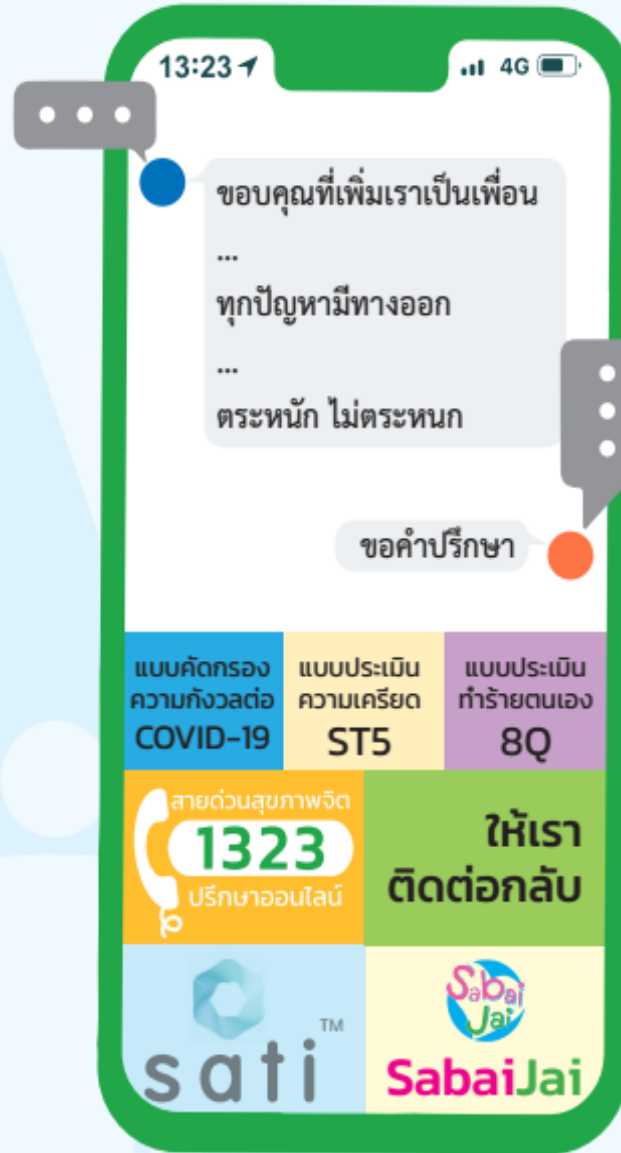 13:23
4G
ขอบคุณที่เพิ่มเราเป็นเพื่อน
...
ทุกปัญหามีทางออก
...
ตระหนัก ไม่ตระหนก
ขอคำปรึกษา
แบบคัดกรอง
ความกังวลต่อ
COVID-19
แบบประเมิน
ความเครียด
ST5
แบบประเมิน
ทำร้ายตนเอง
8Q
สายด่วนสุขภาพจิต
1323
ปรึกษาออนไลน์
ให้เรา
ติดต่อกลับ
sati™
Sabai
Jai
SabaiJai